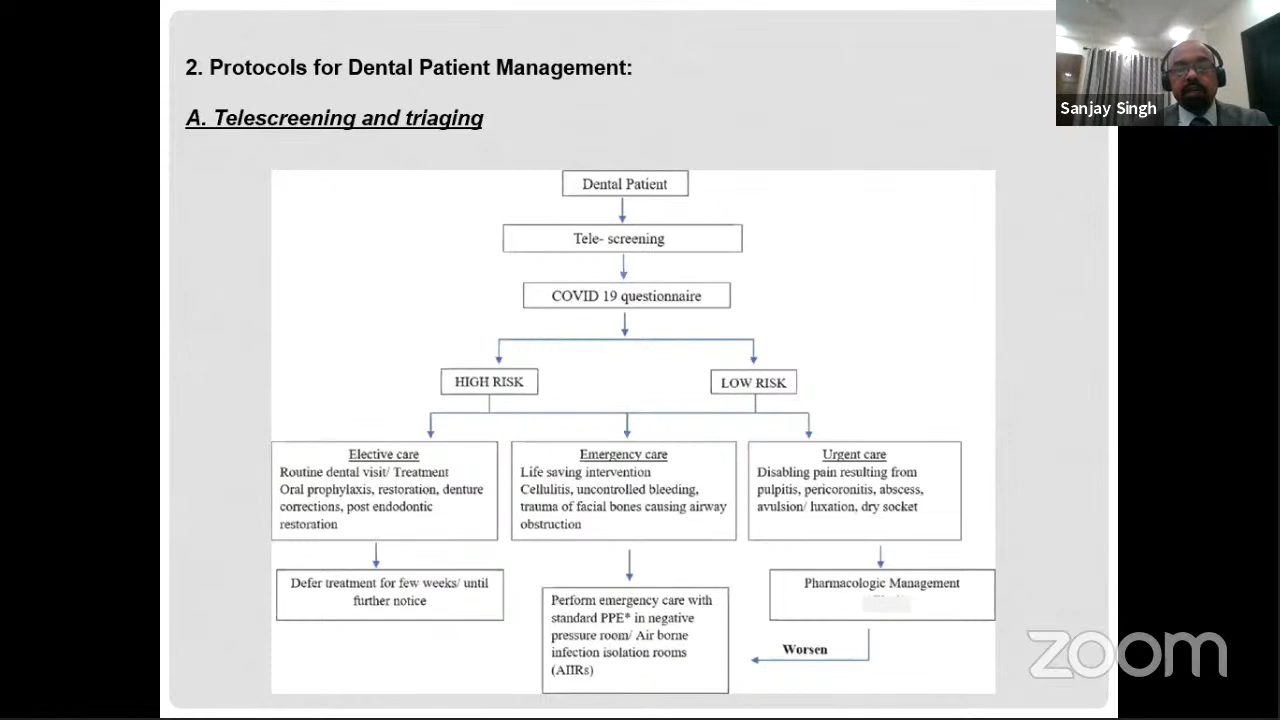 2. Protocols for Dental Patient Management:
A. Telescreening and triaging
Sanjay Singh
Dental Patient
Tele- screening
COVID 19 questionnaire
HIGH RISK
LOW RISK
Elective care
Routine dental visit/ Treatment
Oral prophylaxis, restoration, denture
corrections, post endodontic
restoration
Emergency care
Life saving intervention
Cellulitis, uncontrolled bleeding,
trauma of facial bones causing airway
obstruction
Urgent care
Disabling pain resulting from
pulpitis, pericoronitis, abscess,
avulsion/ luxation, dry socket
Defer treatment for few weeks/ until
further notice
Perform emergency care with
standard PPE* in negative
pressure room/ Air borne
infection isolation rooms
(AIIRs)
Pharmacologic Management
Worsen
zoom